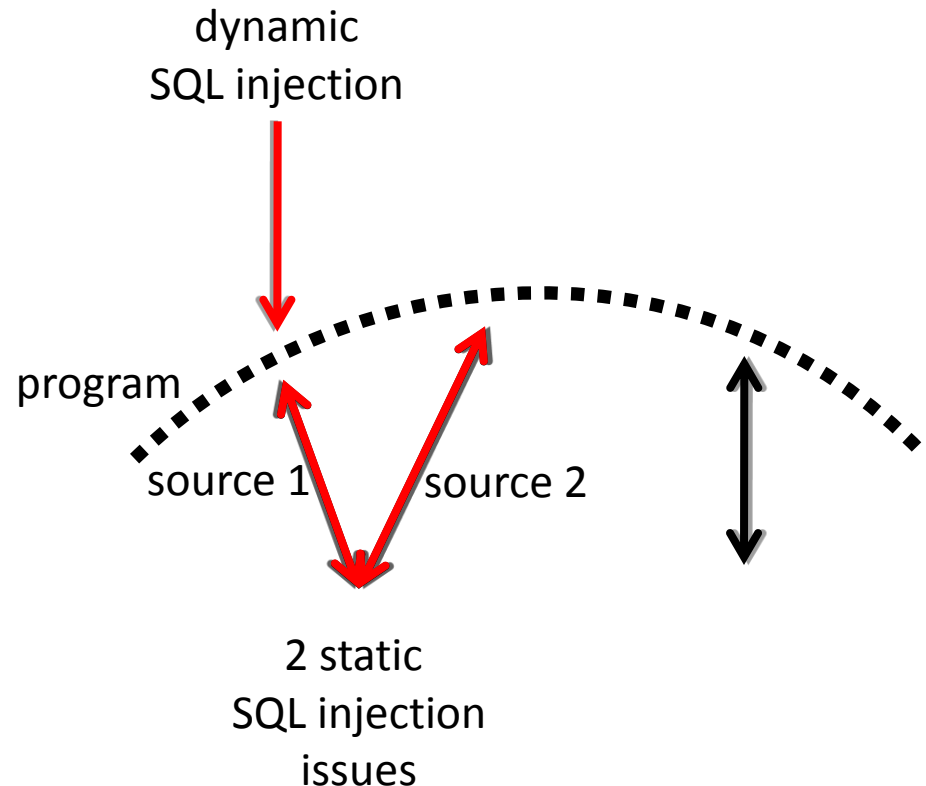 dynamic
SQL injection
program
source 1
source 2
2 static
SQL injection
issues